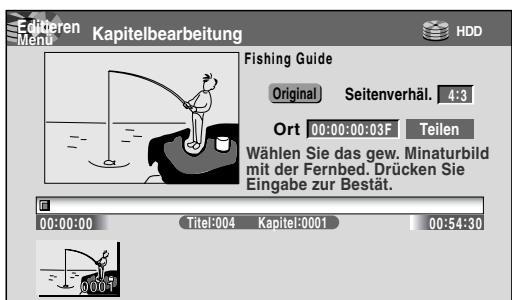 Editieren
Menü
Kapitelbearbeitung
HDD
Fishing Guide
Original Seitenverhäl. 4:3
Ort 00:00:00:03F Teilen
Wählen Sie das gew. Minaturbild
mit der Fernbed. Drücken Sie
Eingabe zur Bestät.
00:00:00 Titel:004 Kapitel:0001 00:54:30
0001